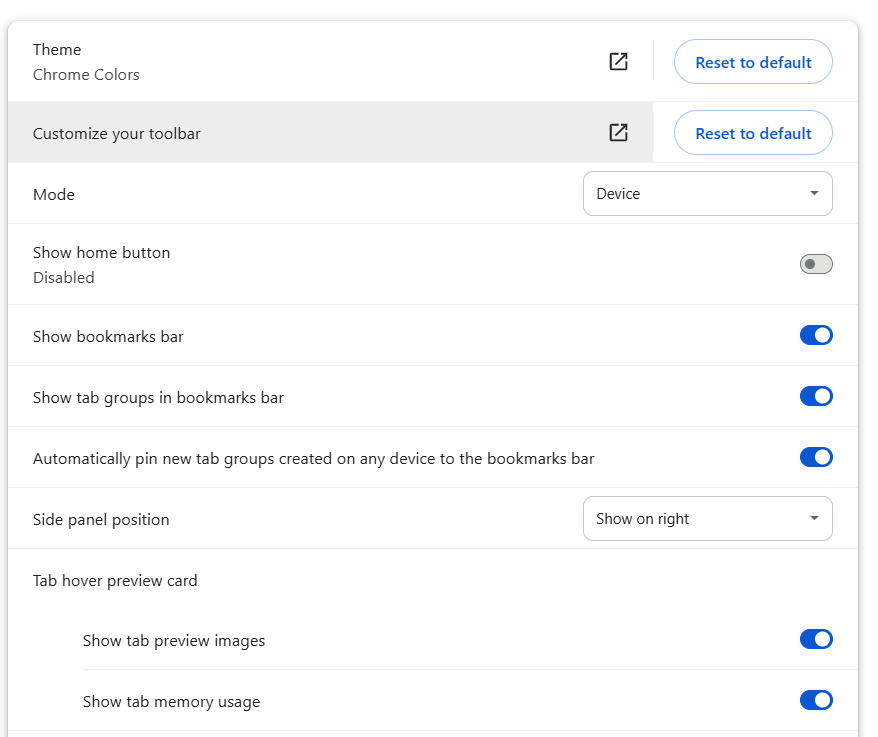 Theme
Chrome Colors
Reset to default
Customize your toolbar
Reset to default
Mode
Device
Show home button
Disabled
Show bookmarks bar
Show tab groups in bookmarks bar
Automatically pin new tab groups created on any device to the bookmarks bar
Side panel position
Show on right
Tab hover preview card
Show tab preview images
Show tab memory usage